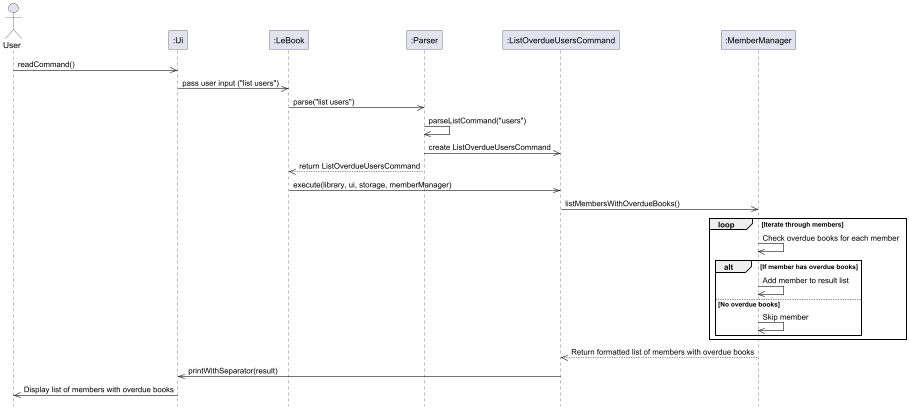 User
:Ui
:LeBook
:Parser
:ListOverdueUsersCommand
:MemberManager
readCommand()
pass user input ("list users")
parse("list users")
parseListCommand("users")
create ListOverdueUsersCommand
return ListOverdueUsersCommand
execute(library, ui, storage, memberManager)
listMembersWithOverdueBooks()
loop [Iterate through members]
Check overdue books for each member
alt [If member has overdue books]
Add member to result list
[No overdue books]
Skip member
Return formatted list of members with overdue books
printWithSeparator(result)
Display list of members with overdue books